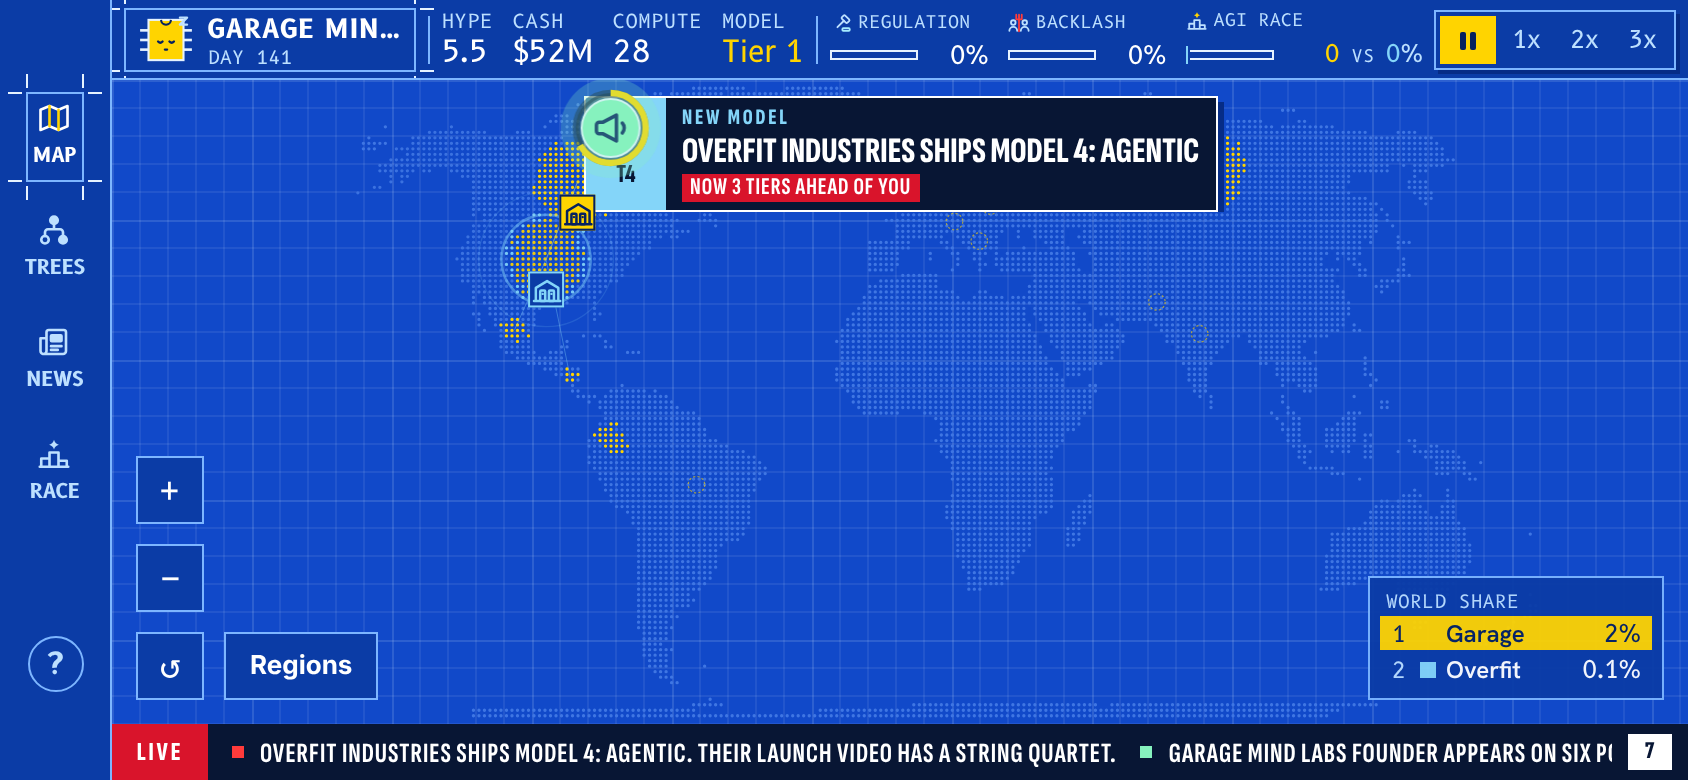 GARAGE MIN...
DAY 141
HYPE
5.5
CASH
$52M
COMPUTE
28
MODEL
Tier 1
REGULATION
0%
BACKLASH
0%
AGI RACE
0 VS 0%
1x
2x
3x
MAP
TREES
NEWS
RACE
?
NEW MODEL
OVERFIT INDUSTRIES SHIPS MODEL 4: AGENTIC
NOW 3 TIERS AHEAD OF YOU
T4
+
−
↺
Regions
WORLD SHARE
1 Garage 2%
2 Overfit 0.1%
LIVE
OVERFIT INDUSTRIES SHIPS MODEL 4: AGENTIC. THEIR LAUNCH VIDEO HAS A STRING QUARTET.
GARAGE MIND LABS FOUNDER APPEARS ON SIX
7